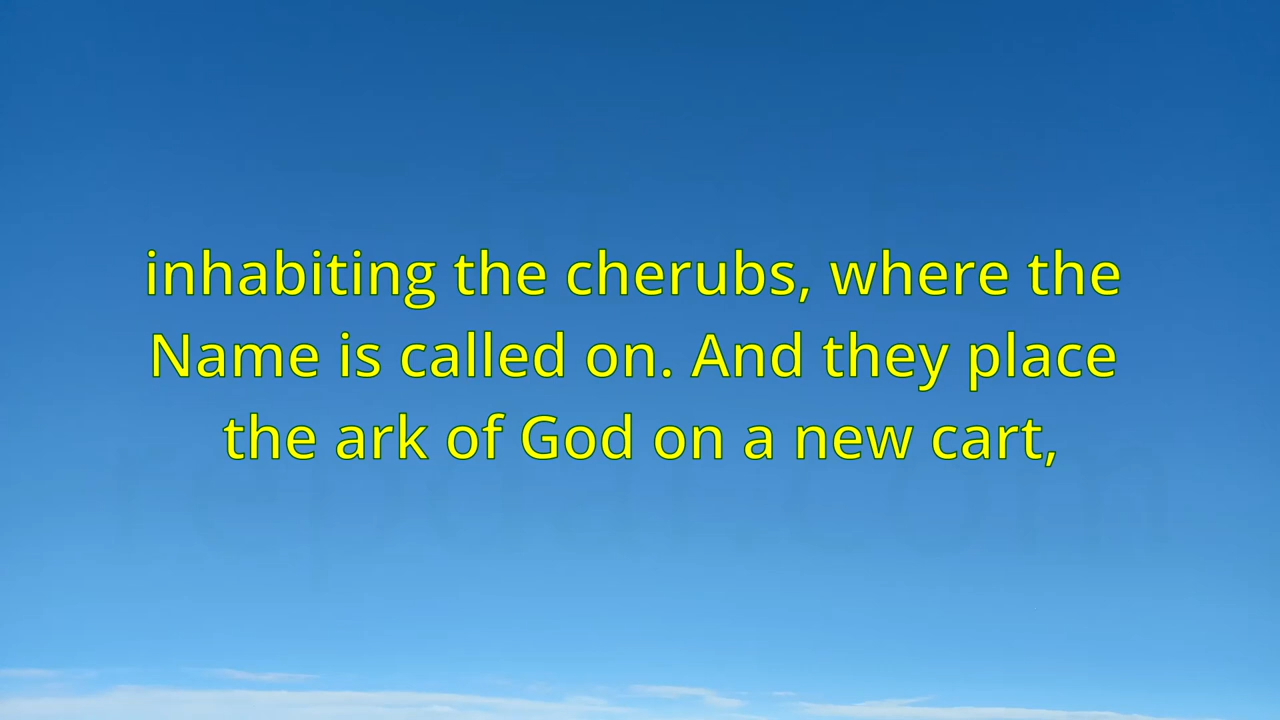 inhabiting the cherubs, where the
Name is called on. And they place
the ark of God on a new cart,